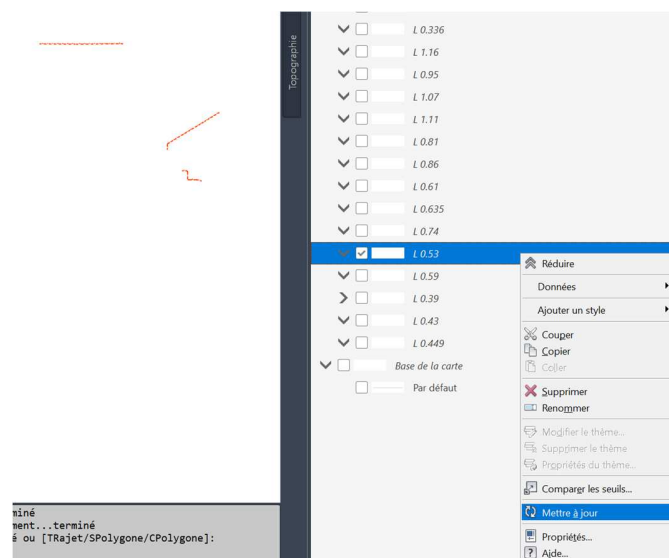 Topographie
L 0.336
L 1.16
L 0.95
L 1.07
L 1.11
L 0.81
L 0.86
L 0.61
L 0.635
L 0.74
L 0.53
L 0.59
L 0.39
L 0.43
L 0.449
Base de la carte
Par défaut
Réduire
Données
Ajouter un style
Couper
Copier
Coller
Supprimer
Renommer
Modifier le thème...
Supprimer le thème
Propriétés du thème...
Comparer les seuils...
Mettre à jour
Propriétés...
Aide...
miné
ment...terminé
é ou [TRajet/SPolygone/CPolygone]: